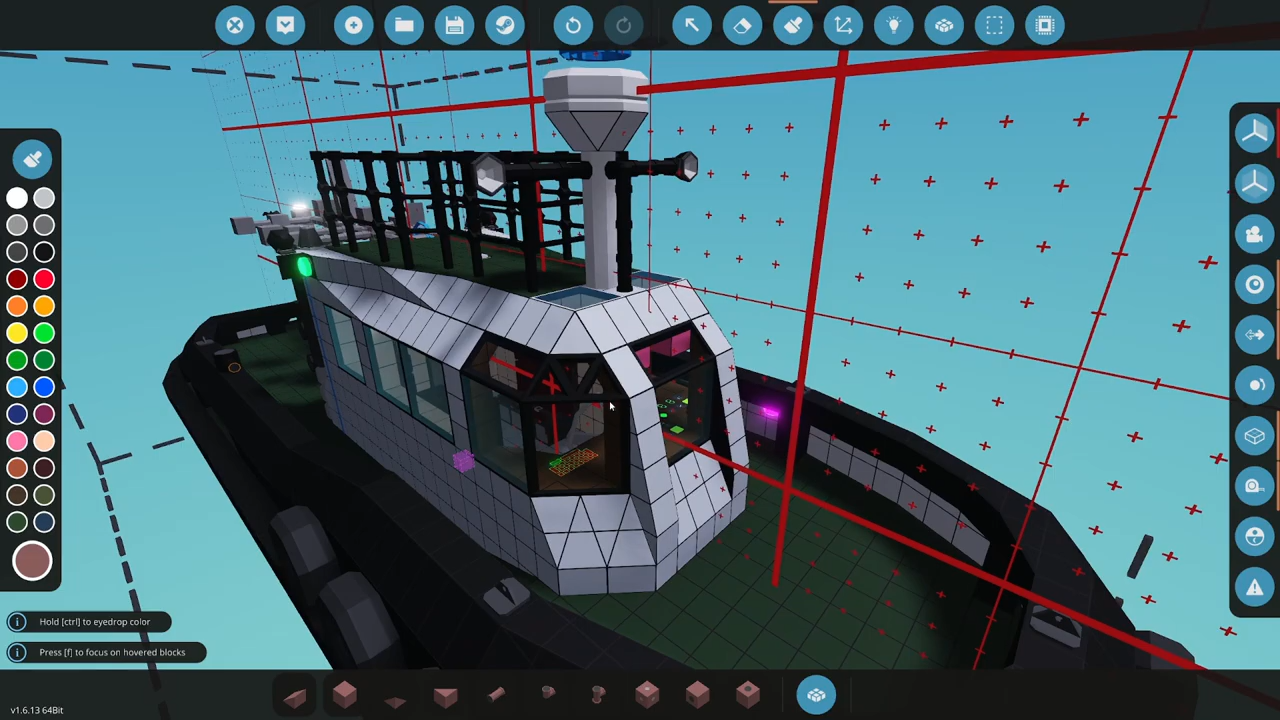 Hold [ctrl] to eyedrop color
Press [f] to focus on hovered blocks
v1.6.13 64Bit